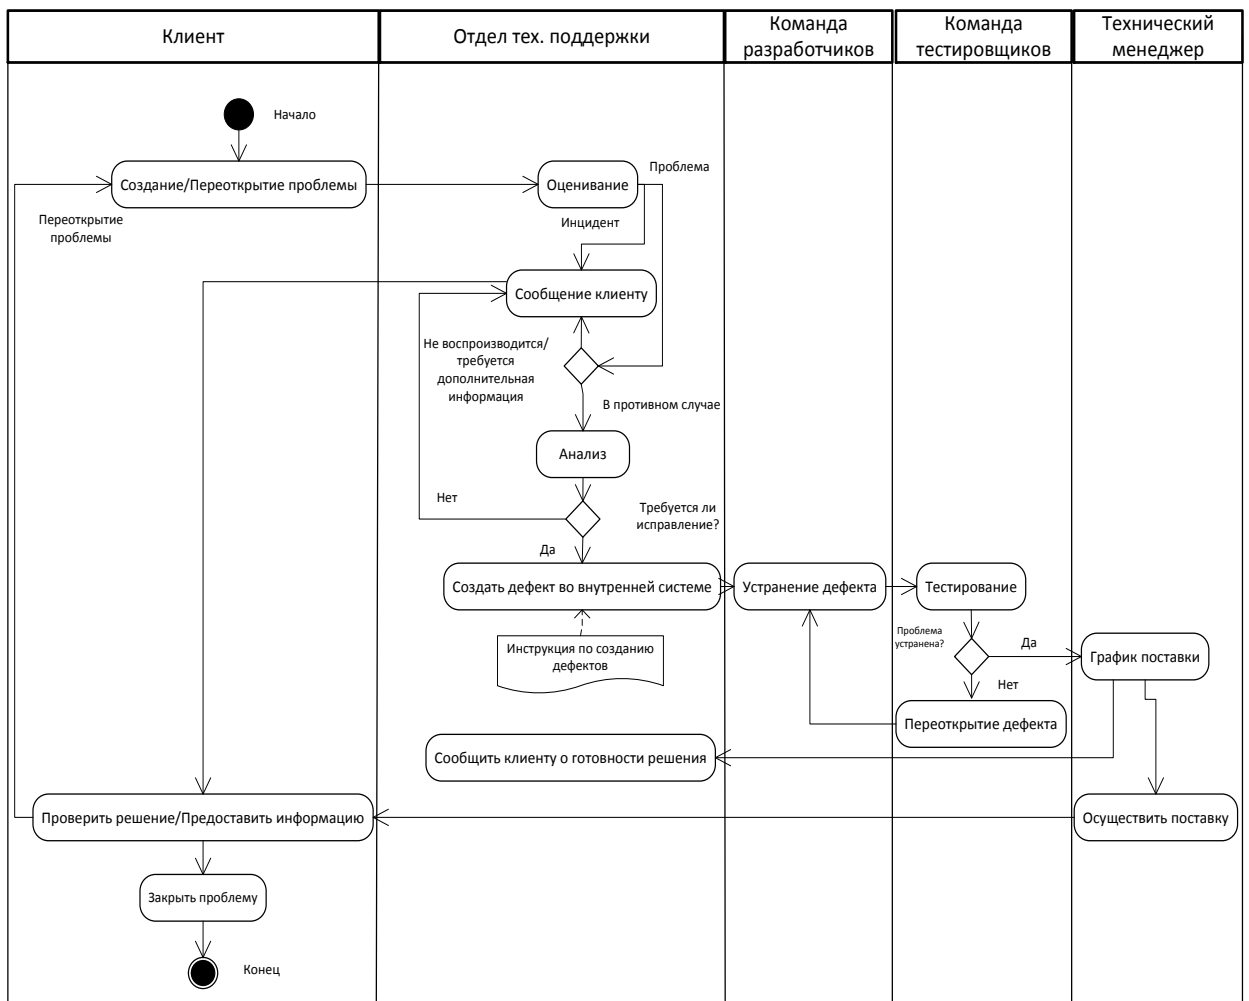 Клиент
Отдел тех. поддержки
Команда
разработчиков
Команда
тестировщиков
Технический
менеджер
Начало
Создание/Переоткрытие проблемы
Оценивание
Проблема
Переоткрытие
проблемы
Инцидент
Сообщение клиенту
Не воспроизводится/
требуется
дополнительная
информация
В противном случае
Анализ
Нет
Требуется ли
исправление?
Да
Создать дефект во внутренней системе
Устранение дефекта
Тестирование
Инструкция по созданию
дефектов
Проблема
устранена?
Да
График поставки
Нет
Переоткрытие дефекта
Сообщить клиенту о готовности решения
Проверить решение/Предоставить информацию
Осуществить поставку
Закрыть проблему
Конец